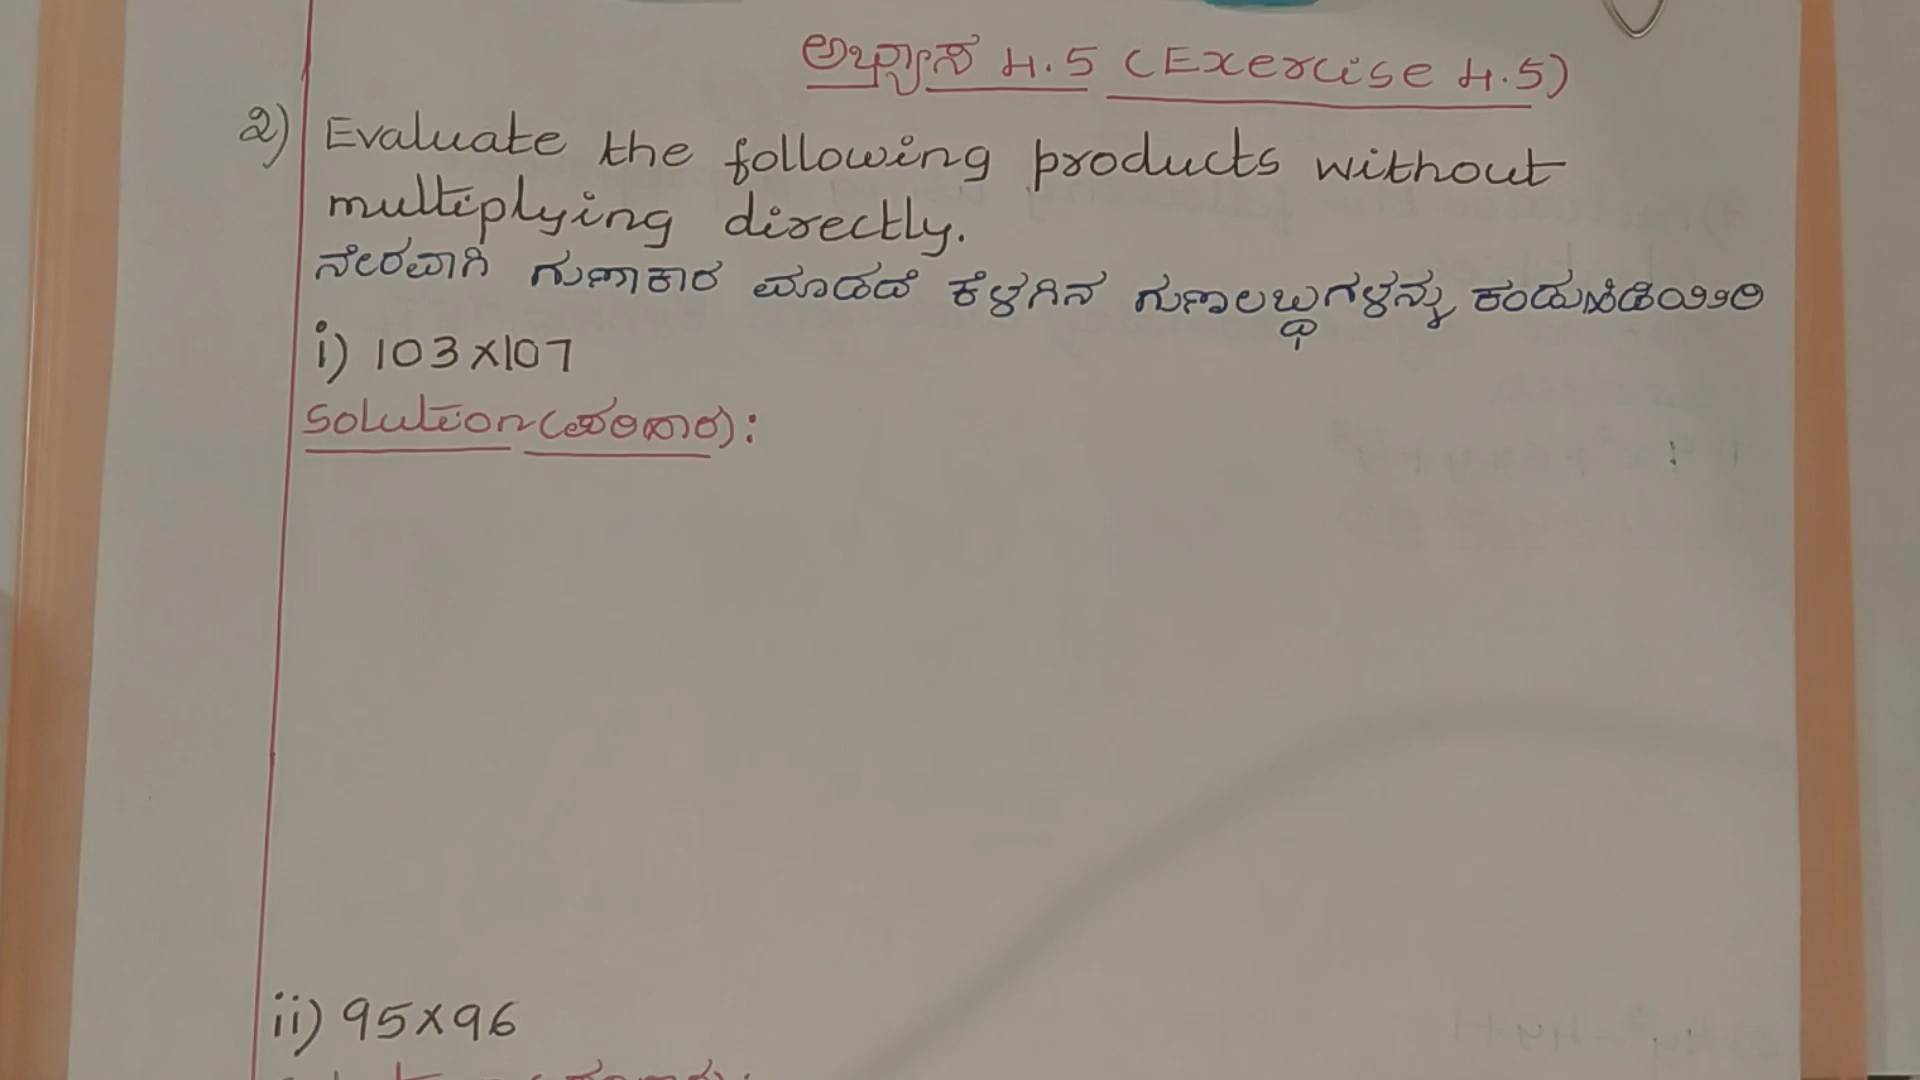 ಅಭ್ಯಾಸ 4.5 (Exercise 4.5)
2) Evaluate the following products without
multiplying directly.
ನೇರವಾಗಿ ಗುಣಾಕಾರ ಮಾಡದೆ ಕೆಳಗಿನ ಗುಣಲಬ್ಧಗಳನ್ನು ಕಂಡುಹಿಡಿಯಿರಿ
i) 103×107
Solution (ಪರಿಹಾರ):
ii) 95×96